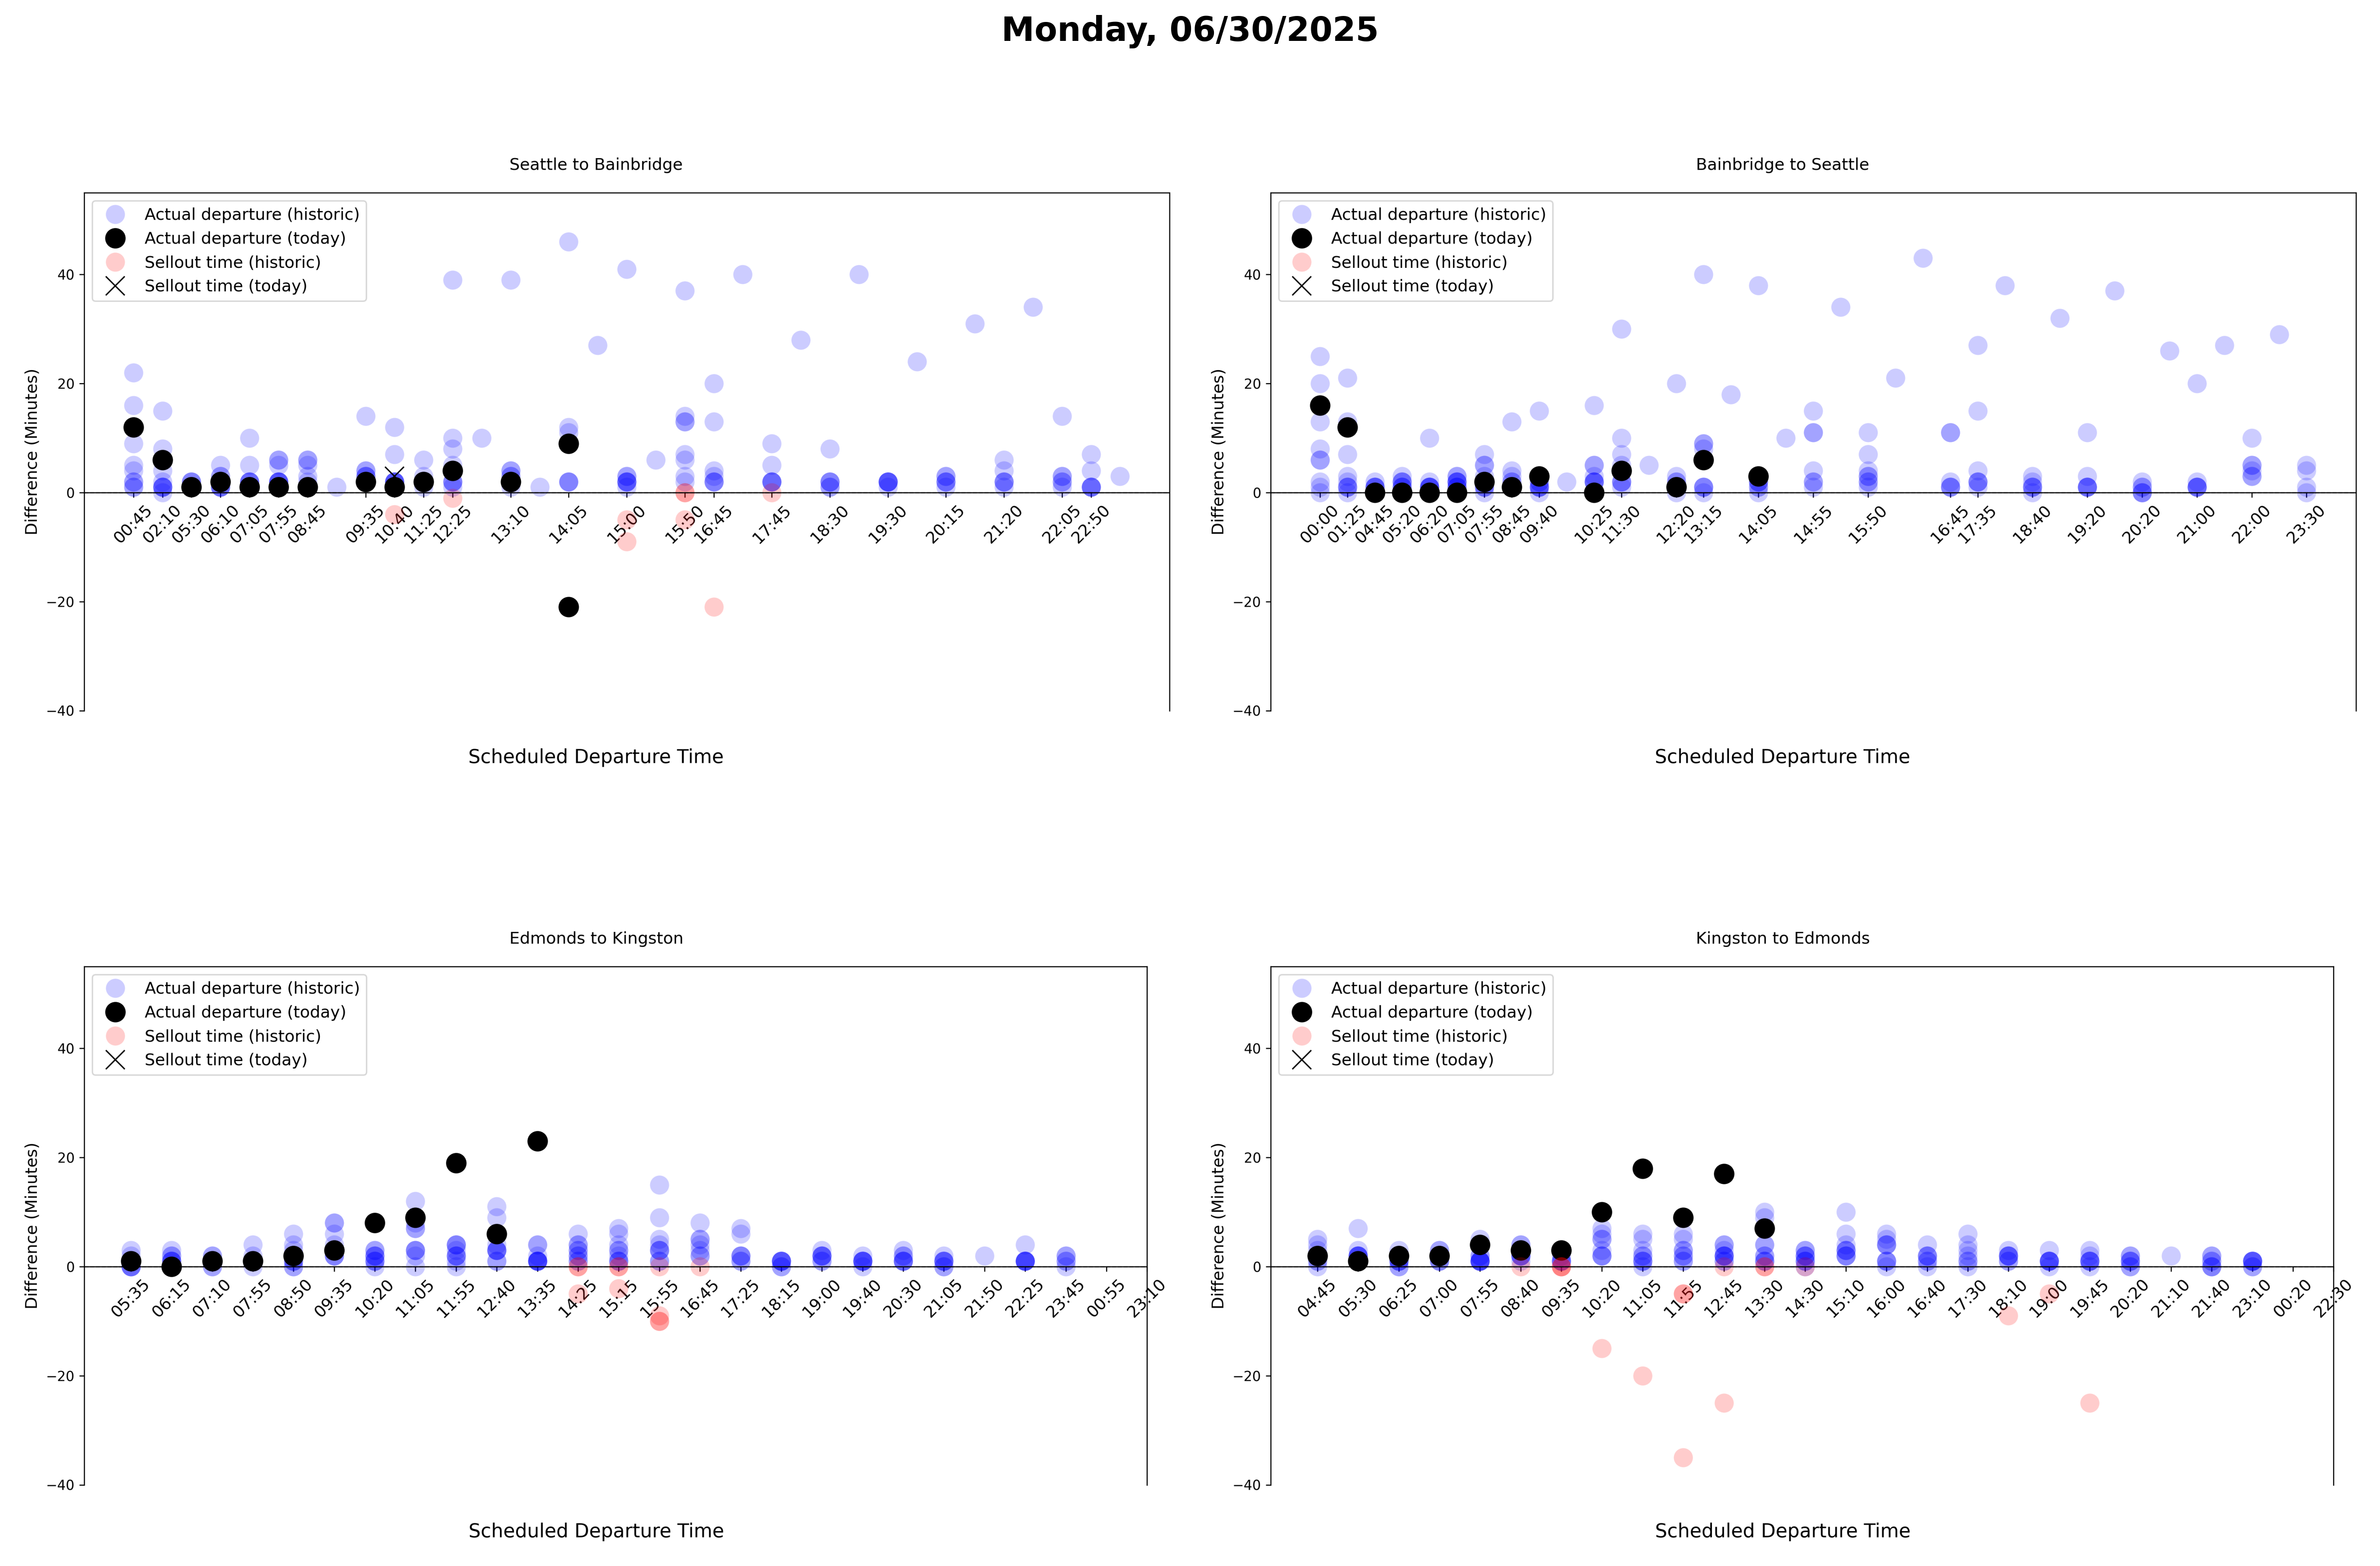 Monday, 06/30/2025
Seattle to Bainbridge
Difference (Minutes)
40
20
0
−20
−40
Actual departure (historic)
Actual departure (today)
Sellout time (historic)
Sellout time (today)
00:45 02:10 05:30 06:10 07:05 07:55 08:45 09:35 10:40 11:25 12:25 13:10 14:05 15:00 15:50 16:45 17:45 18:30 19:30 20:15 21:20 22:05 22:50
Scheduled Departure Time
Bainbridge to Seattle
Difference (Minutes)
40
20
0
−20
−40
Actual departure (historic)
Actual departure (today)
Sellout time (historic)
Sellout time (today)
00:00 01:25 04:45 05:20 06:20 07:05 07:55 08:45 09:40 10:25 11:30 12:20 13:15 14:05 14:55 15:50 16:45 17:35 18:40 19:20 20:20 21:00 22:00 23:30
Scheduled Departure Time
Edmonds to Kingston
Difference (Minutes)
40
20
0
−20
−40
Actual departure (historic)
Actual departure (today)
Sellout time (historic)
Sellout time (today)
05:35 06:15 07:10 07:55 08:50 09:35 10:20 11:05 11:55 12:40 13:35 14:25 15:15 15:55 16:45 17:25 18:15 19:00 19:40 20:30 21:05 21:50 22:25 23:45 00:55 23:10
Scheduled Departure Time
Kingston to Edmonds
Difference (Minutes)
40
20
0
−20
−40
Actual departure (historic)
Actual departure (today)
Sellout time (historic)
Sellout time (today)
04:45 05:30 06:25 07:00 07:55 08:40 09:35 10:20 11:05 11:55 12:45 13:30 14:30 15:10 16:00 16:40 17:30 18:10 19:00 19:45 20:20 21:10 21:40 23:10 00:20 22:30
Scheduled Departure Time